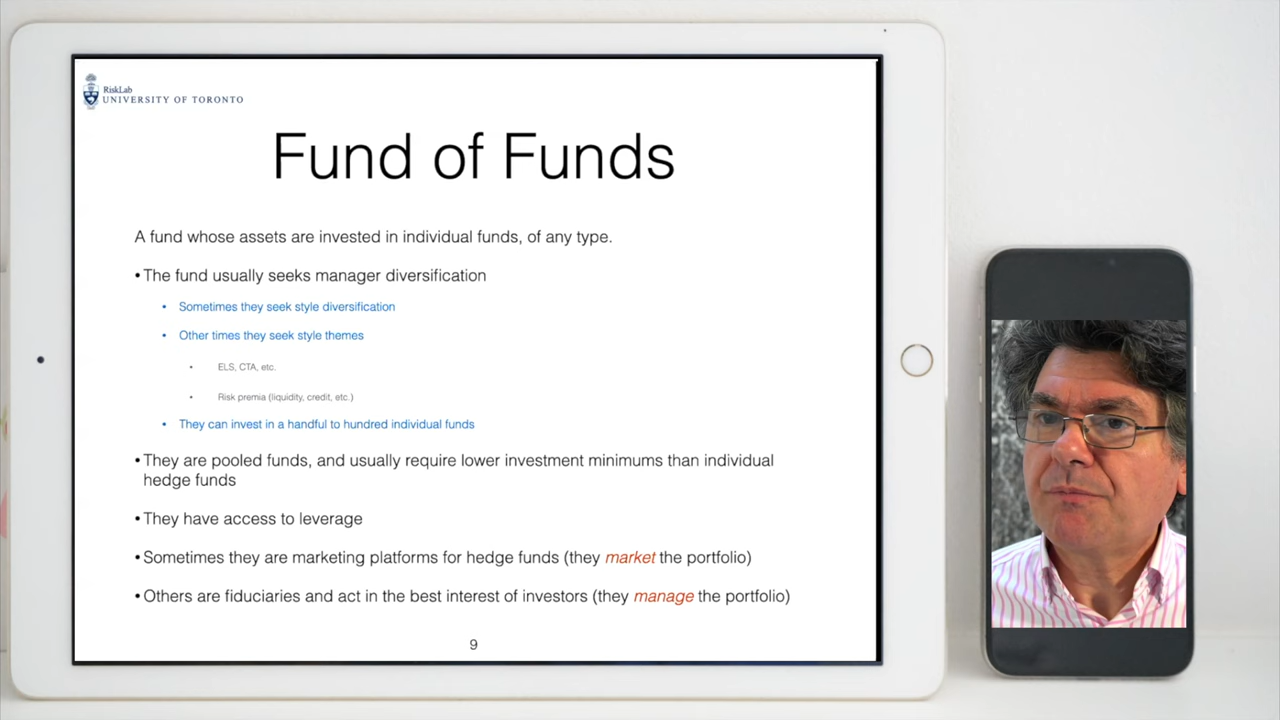 RiskLab
UNIVERSITY OF TORONTO
Fund of Funds
A fund whose assets are invested in individual funds, of any type.
• The fund usually seeks manager diversification
• Sometimes they seek style diversification
• Other times they seek style themes
• ELS, CTA, etc.
• Risk premia (liquidity, credit, etc.)
• They can invest in a handful to hundred individual funds
• They are pooled funds, and usually require lower investment minimums than individual
hedge funds
• They have access to leverage
• Sometimes they are marketing platforms for hedge funds (they market the portfolio)
• Others are fiduciaries and act in the best interest of investors (they manage the portfolio)
9